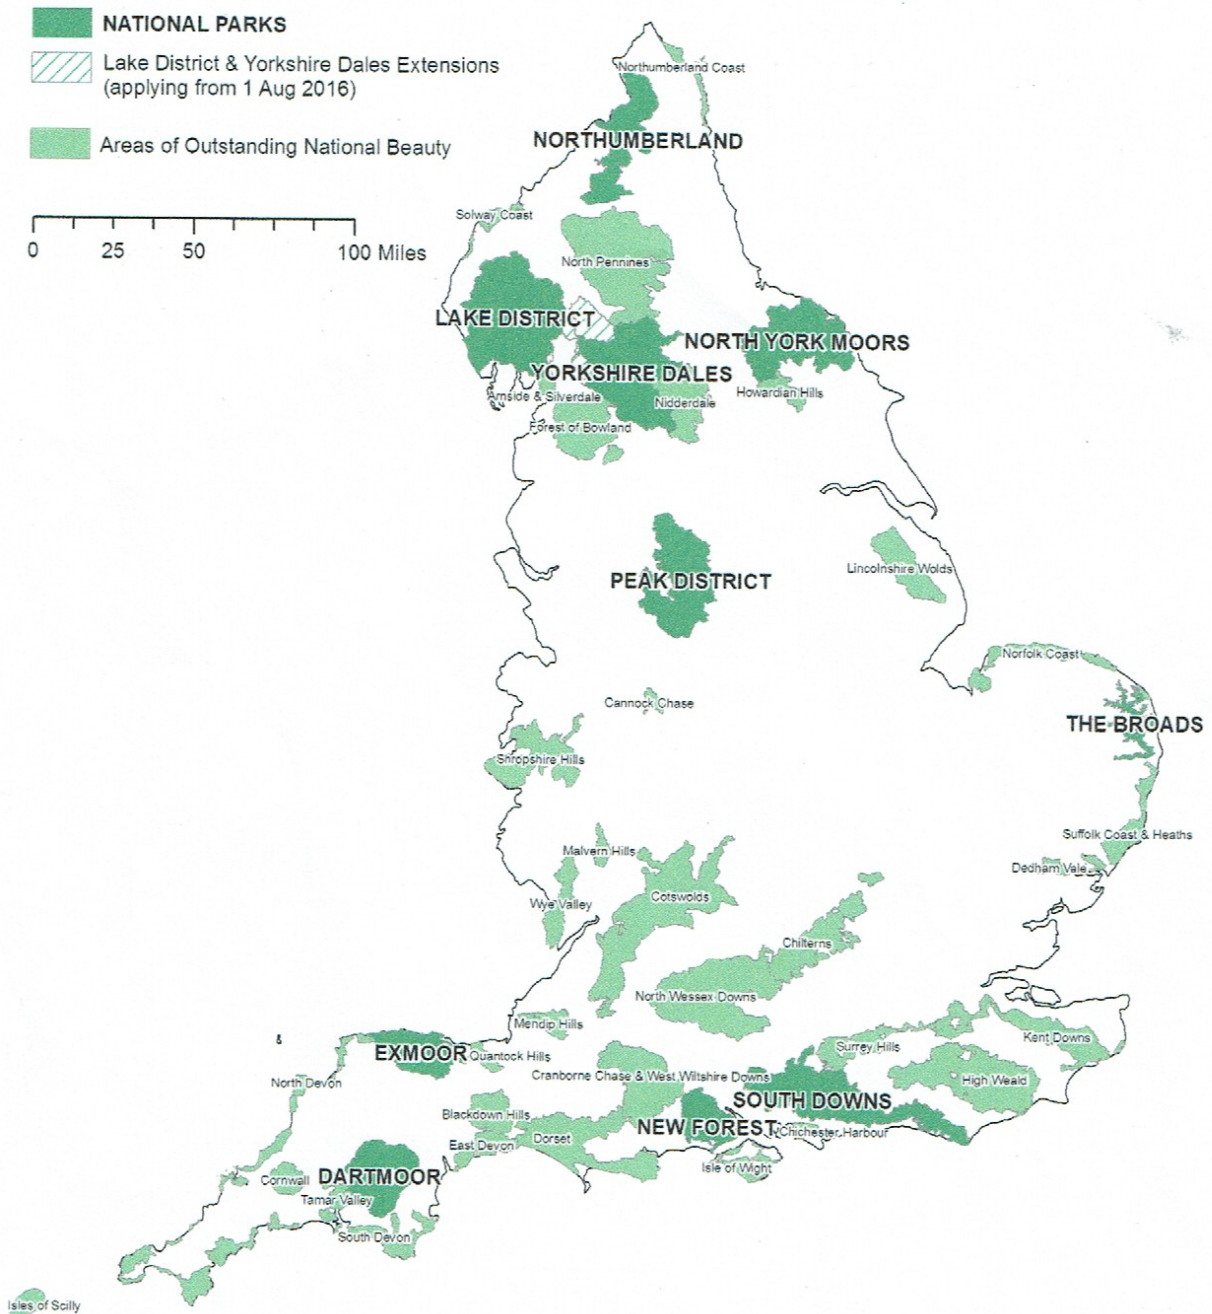 NATIONAL PARKS
Lake District & Yorkshire Dales Extensions
(applying from 1 Aug 2016)
Areas of Outstanding National Beauty
0 25 50 100 Miles
Northumberland Coast
NORTHUMBERLAND
Solway Coast
North Pennines
LAKE DISTRICT
NORTH YORK MOORS
YORKSHIRE DALES
Howardian Hills
Arnside & Silverdale
Nidderdale
Forest of Bowland
Lincolnshire Wolds
PEAK DISTRICT
Norfolk Coast
Cannock Chase
THE BROADS
Shropshire Hills
Suffolk Coast & Heaths
Malvern Hills
Dedham Vale
Cotswolds
Wye Valley
Chilterns
North Wessex Downs
Mendip Hills
Kent Downs
Surrey Hills
EXMOOR
Quantock Hills
Cranborne Chase & West Wiltshire Downs
High Weald
North Devon
SOUTH DOWNS
Blackdown Hills
NEW FOREST
Chichester Harbour
East Devon
Dorset
Isle of Wight
DARTMOOR
Cornwall
Tamar Valley
South Devon
Isles of Scilly